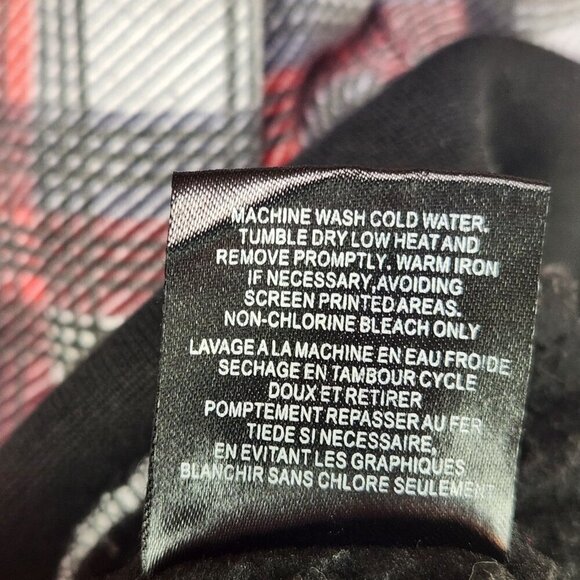 MACHINE WASH COLD WATER.
TUMBLE DRY LOW HEAT AND
REMOVE PROMPTLY. WARM IRON
IF NECESSARY, AVOIDING
SCREEN PRINTED AREAS.
NON-CHLORINE BLEACH ONLY
LAVAGE A LA MACHINE EN EAU FROIDE
SECHAGE EN TAMBOUR CYCLE
DOUX ET RETIRER
POMPTEMENT REPASSER AU FER
TIEDE SI NECESSAIRE,
EN EVITANT LES GRAPHIQUES
BLANCHIR SANS CHLORE SEULEMENT